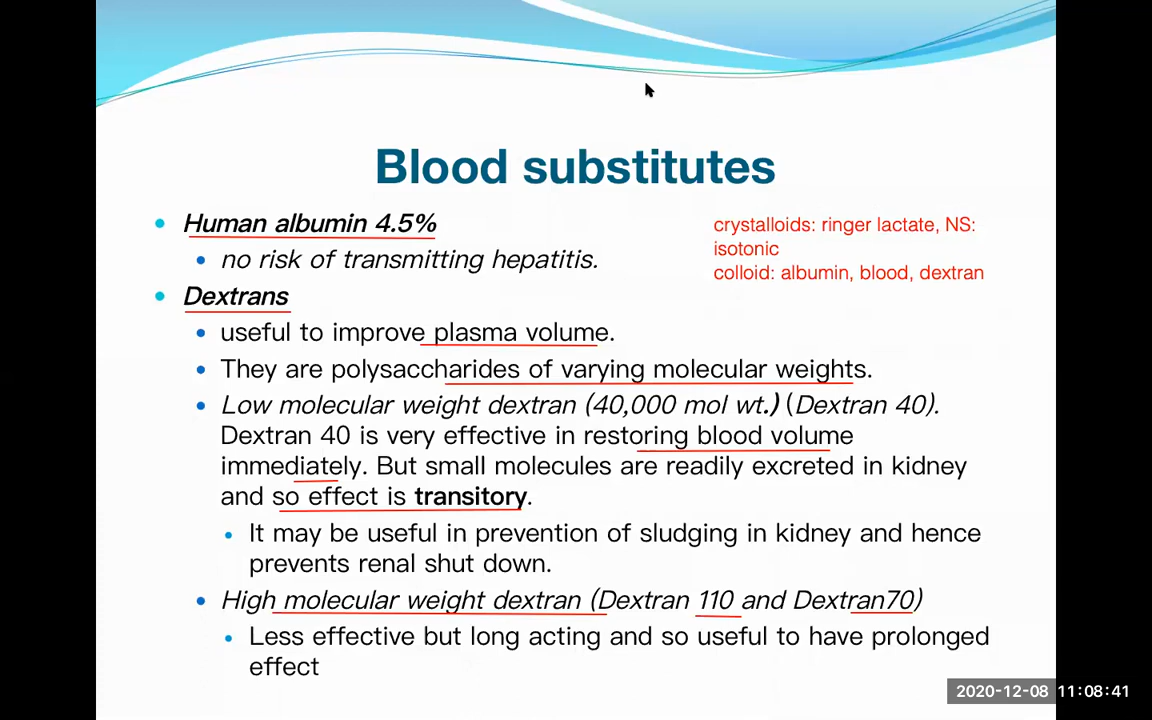 Blood substitutes
Human albumin 4.5%
no risk of transmitting hepatitis.
crystalloids: ringer lactate, NS:
isotonic
colloid: albumin, blood, dextran
Dextrans
useful to improve plasma volume.
They are polysaccharides of varying molecular weights.
Low molecular weight dextran (40,000 mol wt.) (Dextran 40).
Dextran 40 is very effective in restoring blood volume
immediately. But small molecules are readily excreted in kidney
and so effect is transitory.
It may be useful in prevention of sludging in kidney and hence
prevents renal shut down.
High molecular weight dextran (Dextran 110 and Dextran70)
Less effective but long acting and so useful to have prolonged
effect
2020-12-08 11:08:41